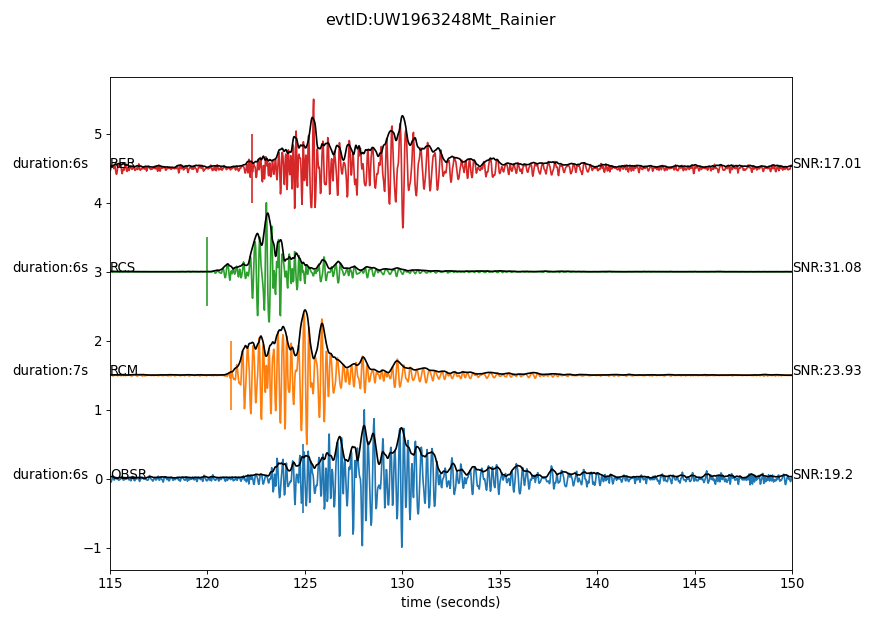 evtID:UW1963248Mt_Rainier
5
duration:6s RER SNR:17.01
4
duration:6s 3 RCS SNR:31.08
2
duration:7s RCM SNR:23.93
1
duration:6s 0 OBSR SNR:19.2
−1
115 120 125 130 135 140 145 150
time (seconds)